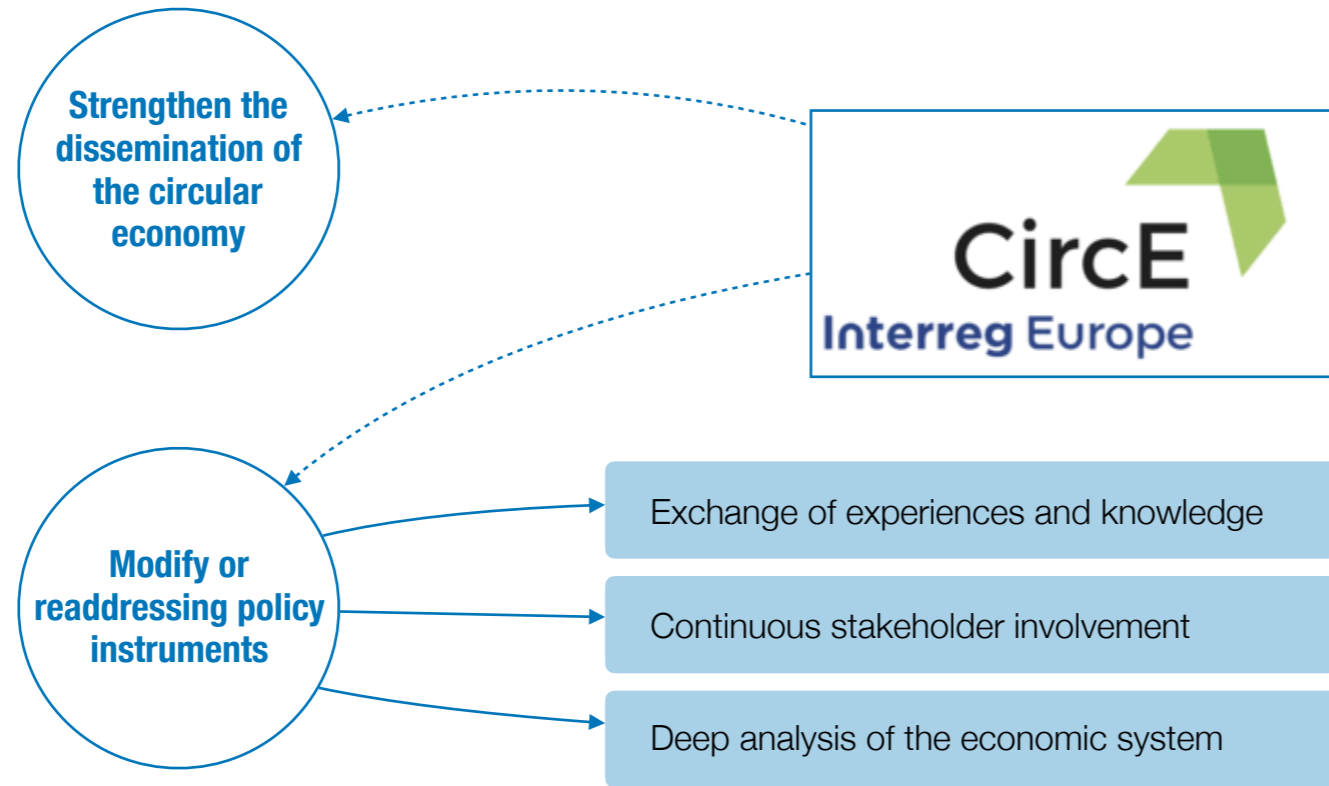 Strengthen the
dissemination of
the circular
economy
CircE
Interreg Europe
Modify or
readdressing policy
instruments
Exchange of experiences and knowledge
Continuous stakeholder involvement
Deep analysis of the economic system